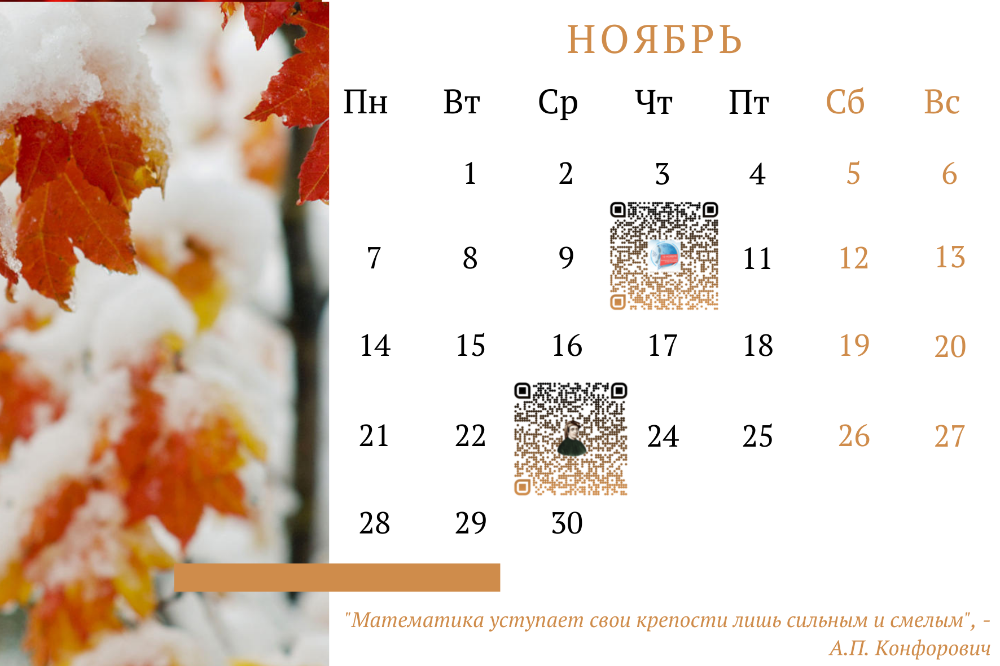 НОЯБРЬ
Пн Вт Ср Чт Пт Сб Вс
1 2 3 4 5 6
7 8 9 11 12 13
14 15 16 17 18 19 20
21 22 24 25 26 27
28 29 30
"Математика уступает свои крепости лишь сильным и смелым", -
А.П. Конфорович